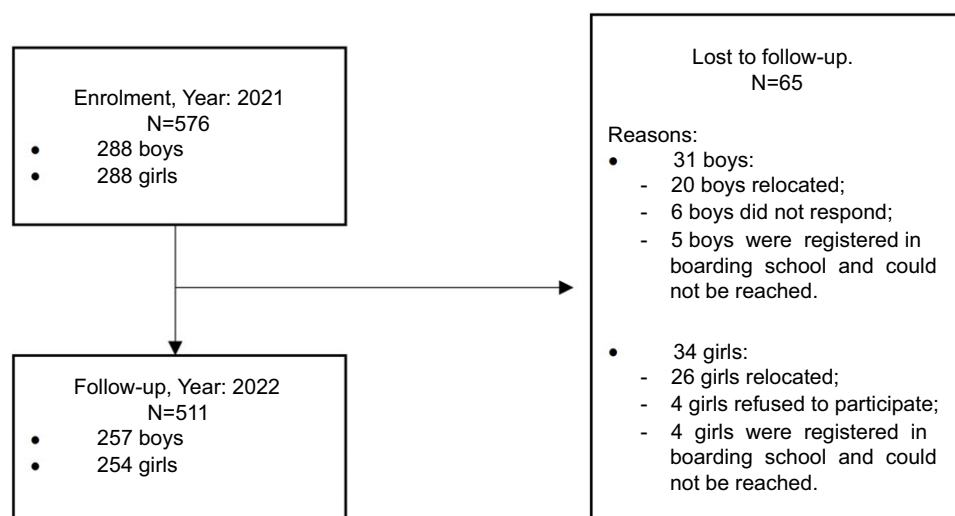 Enrolment, Year: 2021
N=576
• 288 boys
• 288 girls
Follow-up, Year: 2022
N=511
• 257 boys
• 254 girls
Lost to follow-up.
N=65
Reasons:
• 31 boys:
- 20 boys relocated;
- 6 boys did not respond;
- 5 boys were registered in
boarding school and could
not be reached.
• 34 girls:
- 26 girls relocated;
- 4 girls refused to participate;
- 4 girls were registered in
boarding school and could
not be reached.